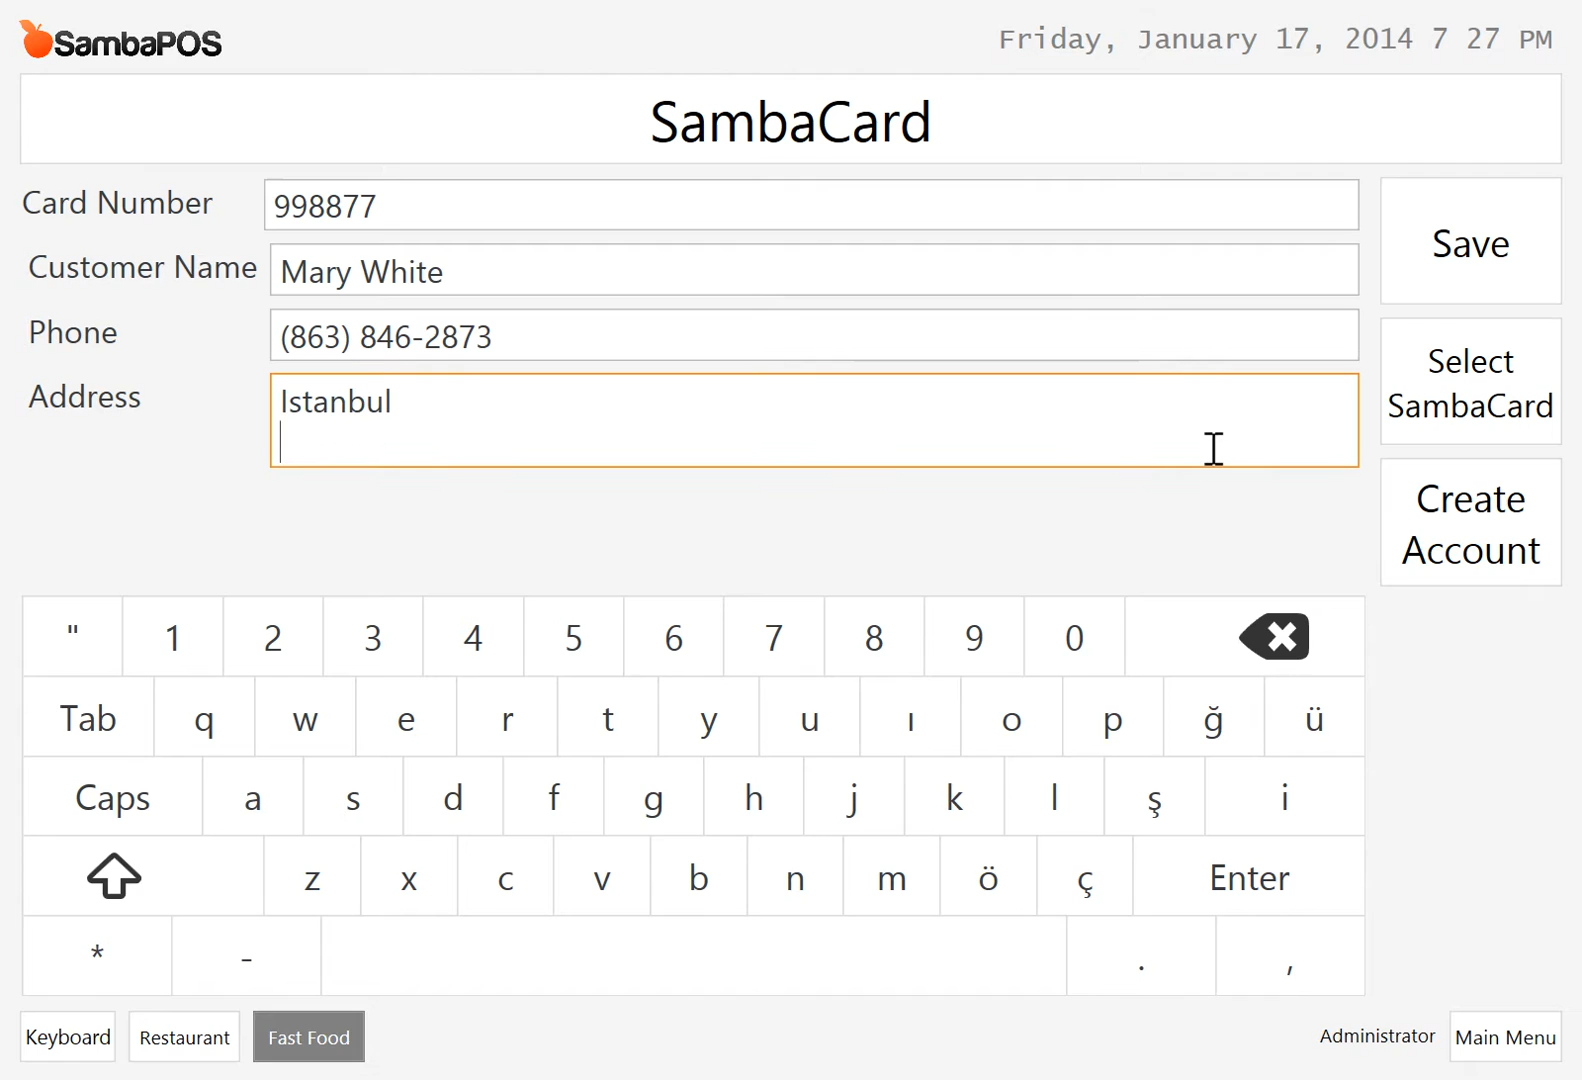 SambaPOS
Friday, January 17, 2014 7 27 PM
SambaCard
Card Number 998877
Customer Name Mary White
Phone (863) 846-2873
Address Istanbul
Save
Select
SambaCard
Create
Account
" 1 2 3 4 5 6 7 8 9 0
Tab q w e r t y u ı o p ğ ü
Caps a s d f g h j k l ş i
z x c v b n m ö ç Enter
* - . ,
Keyboard Restaurant Fast Food Administrator Main Menu